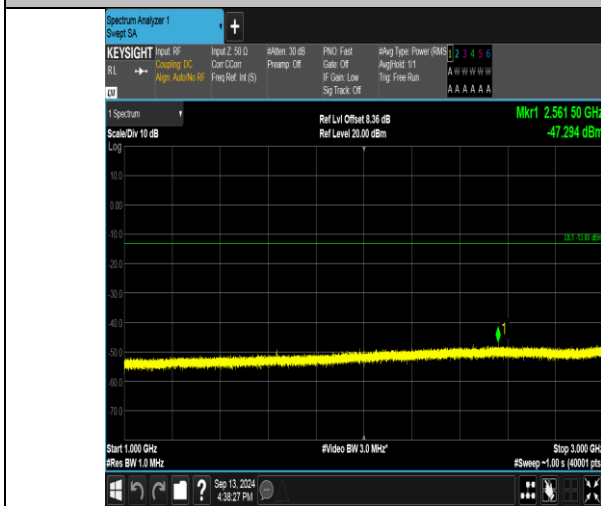 Spectrum Analyzer 1
Swept SA
+
KEYSIGHT Input: RF Input Z: 50 Ω #Atten: 30 dB PNO: Fast #Avg Type: Power (RMS 1 2 3 4 5 6
RL Coupling: DC Corr CCorr Preamp: Off Gate: Off Avg|Hold: 1/1 A W W W W W
Align: Auto/No RF Freq Ref: Int (S) IF Gain: Low Trig: Free Run
Sig Track: Off A A A A A A
1 Spectrum
Scale/Div 10 dB
Ref Lvl Offset 8.36 dB
Ref Level 20.00 dBm
Mkr1 2.561 50 GHz
-47.294 dBm
Log
10.0
0.00
-10.0
DL1 -13.00 dBm
-20.0
-30.0
-40.0
1
-50.0
-60.0
-70.0
Start 1.000 GHz #Video BW 3.0 MHz* Stop 3.000 GHz
#Res BW 1.0 MHz #Sweep ~1.00 s (40001 pts
?
Sep 13, 2024
4:38:27 PM